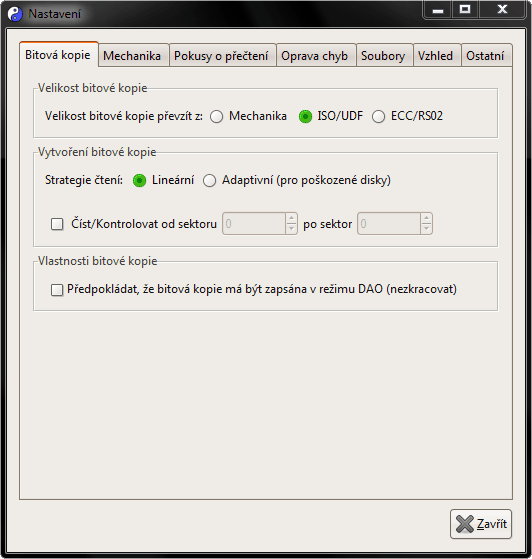 Nastavení
Bitová kopie Mechanika Pokusy o přečtení Oprava chyb Soubory Vzhled Ostatní
Velikost bitové kopie
Velikost bitové kopie převzít z: Mechanika ISO/UDF ECC/RS02
Vytvoření bitové kopie
Strategie čtení: Lineární Adaptivní (pro poškozené disky)
Číst/Kontrolovat od sektoru 0 po sektor 0
Vlastnosti bitové kopie
Předpokládat, že bitová kopie má být zapsána v režimu DAO (nezkracovat)
Zavřít